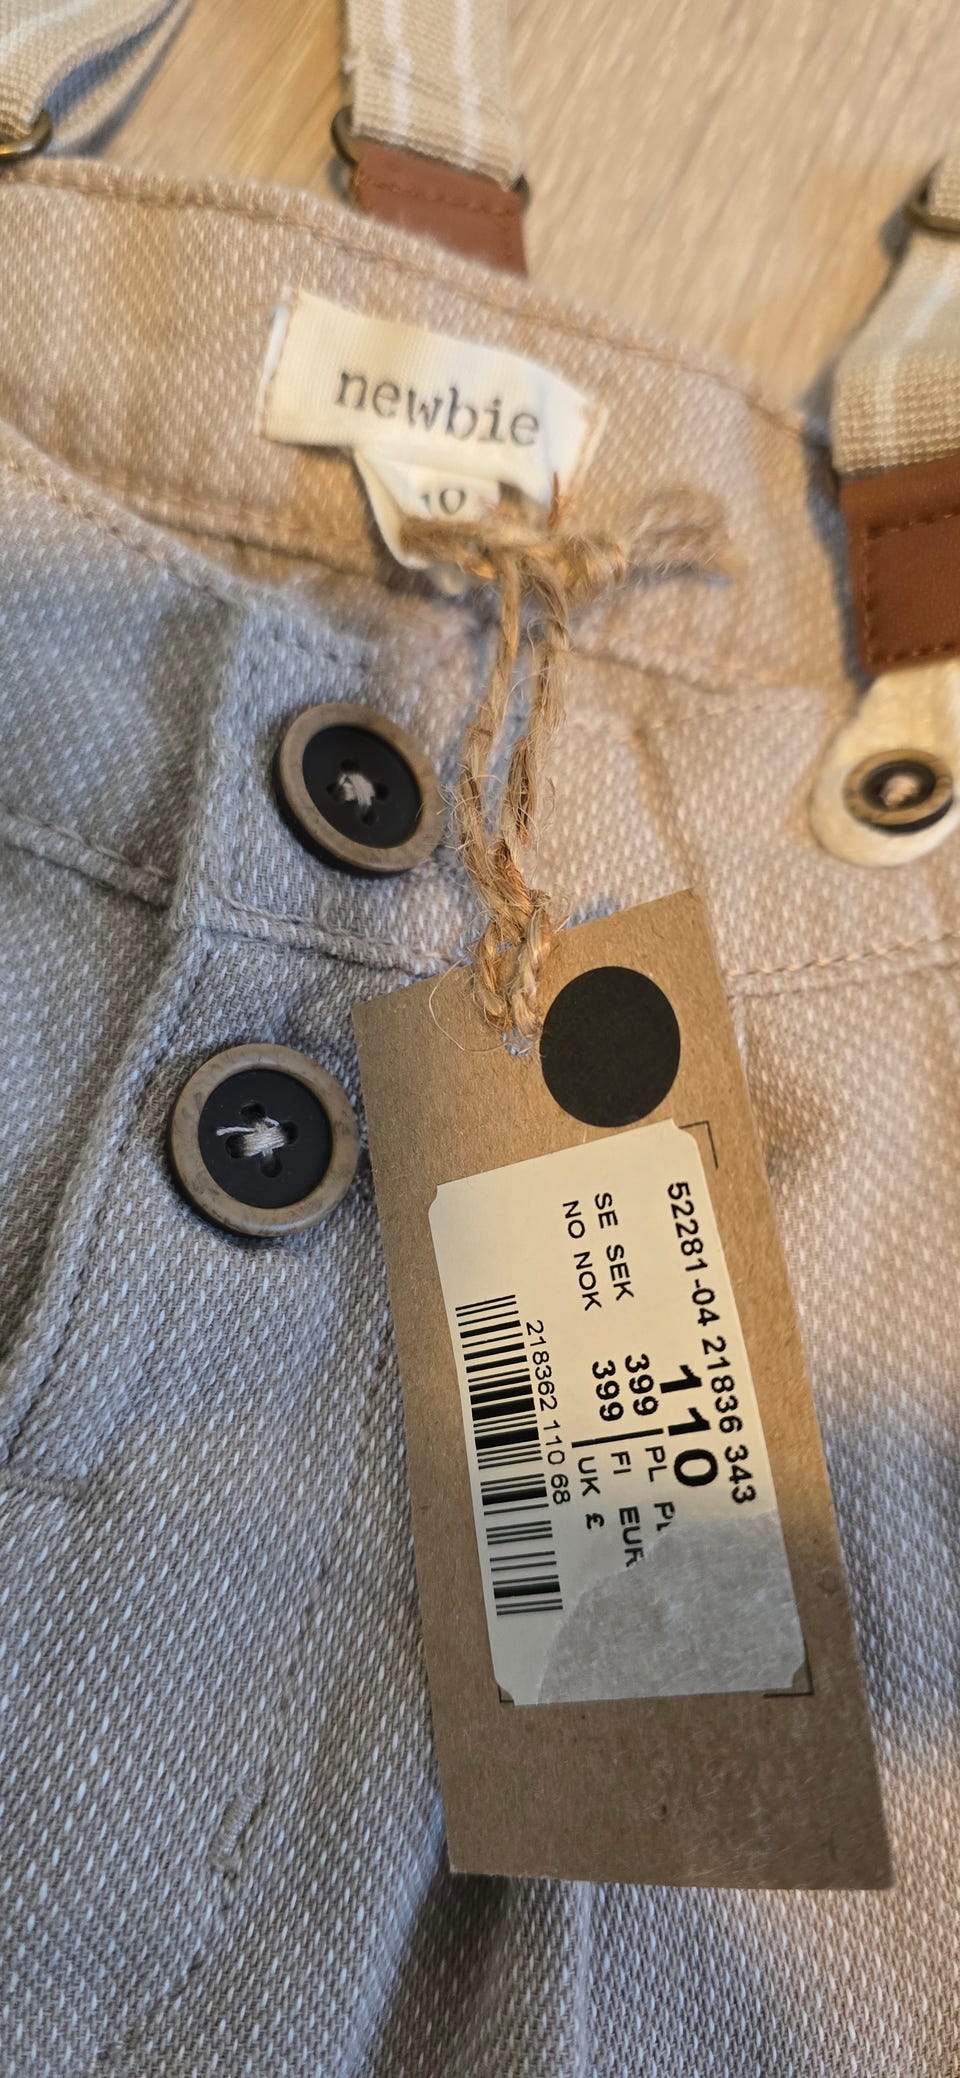 newbie
10
52281-04 21836 343
110
SE SEK 399 PL
NO NOK 399 FI EUR
UK £
218362 110 68